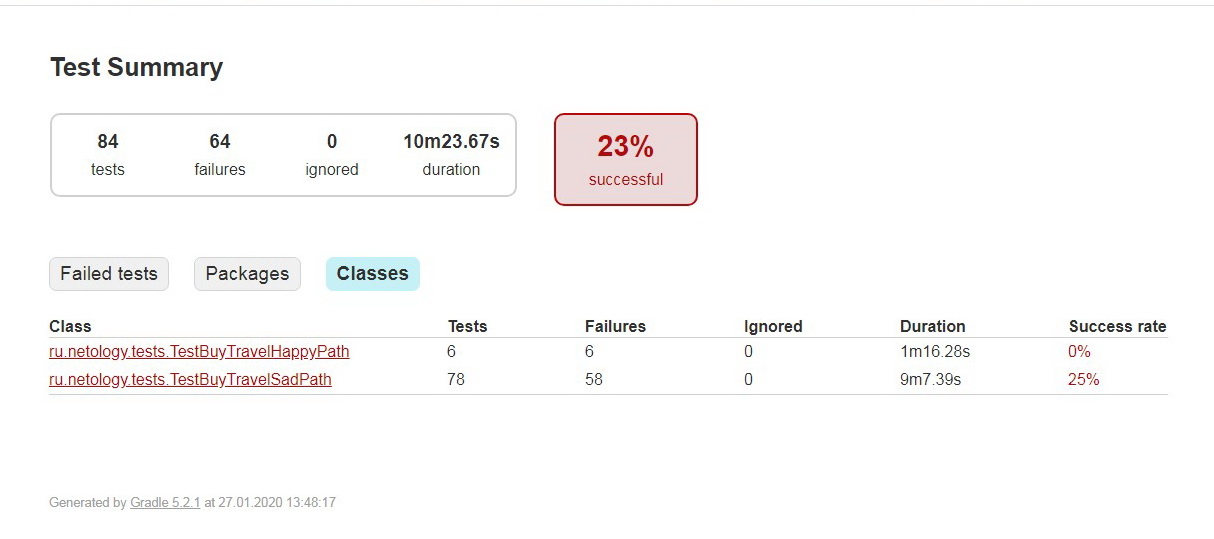 Test Summary
84 64 0 10m23.67s
tests failures ignored duration
23%
successful
Failed tests Packages Classes
Class Tests Failures Ignored Duration Success rate
ru.netology.tests.TestBuyTravelHappyPath 6 6 0 1m16.28s 0%
ru.netology.tests.TestBuyTravelSadPath 78 58 0 9m7.39s 25%
Generated by Gradle 5.2.1 at 27.01.2020 13:48:17